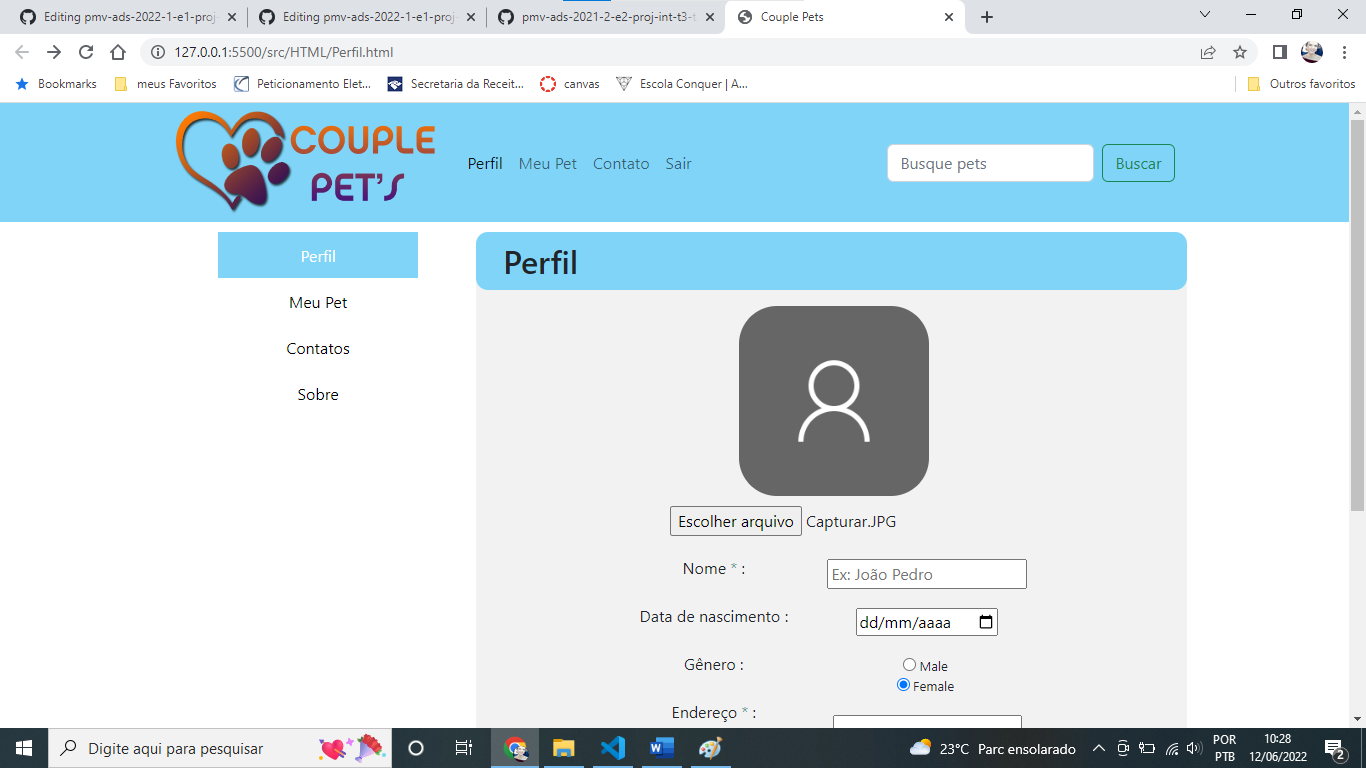 Editing pmv-ads-2022-1-e1-proj-
Editing pmv-ads-2022-1-e1-proj-
pmv-ads-2021-2-e2-proj-int-t3-t
Couple Pets
127.0.0.1:5500/src/HTML/Perfil.html
Bookmarks
meus Favoritos
Peticionamento Elet...
Secretaria da Receit...
canvas
Escola Conquer | A...
Outros favoritos
COUPLE
PET'S
Perfil
Meu Pet
Contato
Sair
Busque pets
Buscar
Perfil
Meu Pet
Contatos
Sobre
Perfil
Escolher arquivo Capturar.JPG
Nome * :
Ex: João Pedro
Data de nascimento :
dd/mm/aaaa
Gênero :
Male
Female
Endereço * :
Digite aqui para pesquisar
23°C Parc ensolarado
POR
PTB
10:28
12/06/2022
2